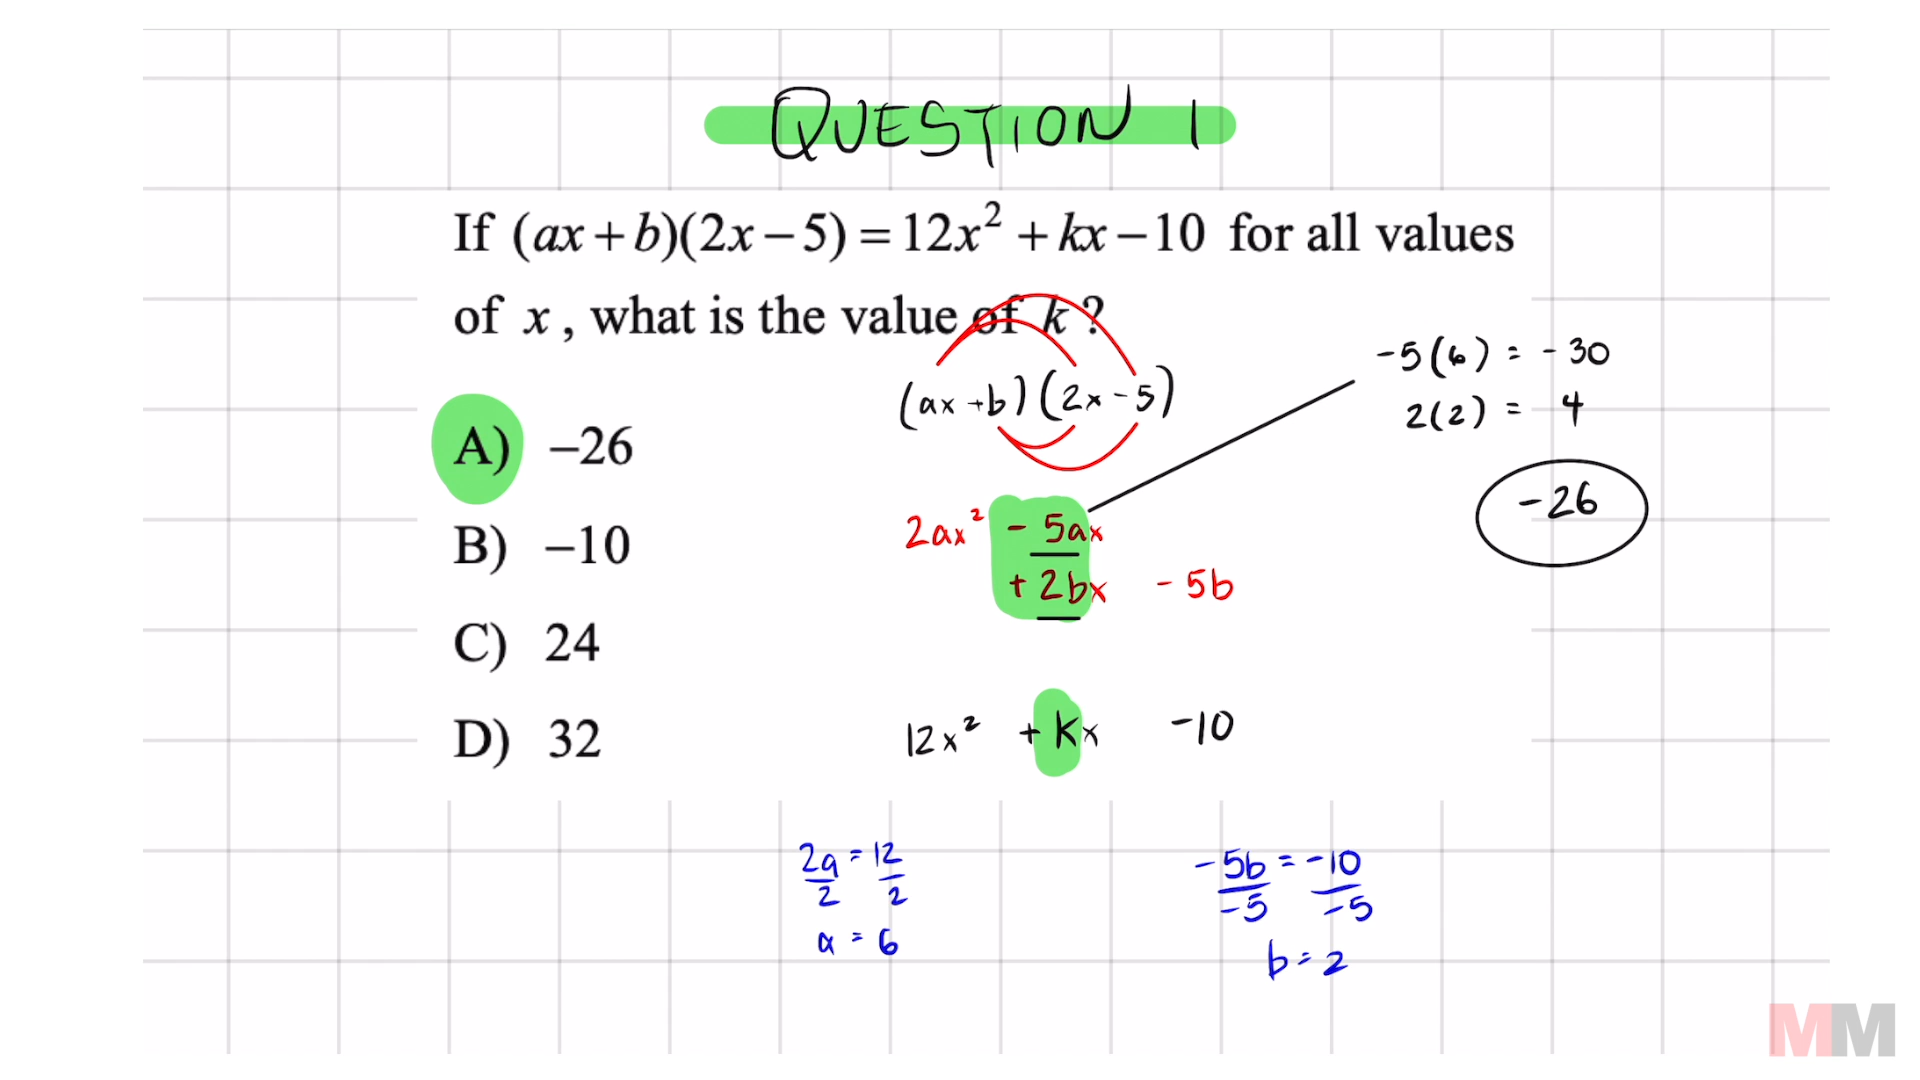 QUESTION 1
If (ax + b)(2x − 5) = 12x² + kx − 10 for all values
of x, what is the value of k?
A) −26
B) −10
C) 24
D) 32
(ax + b)(2x - 5)
2ax² - 5ax
+ 2bx - 5b
12x² + kx - 10
-5(6) = -30
2(2) = 4
-26
2a = 12
2 2
a = 6
-5b = -10
-5 -5
b = 2
MM